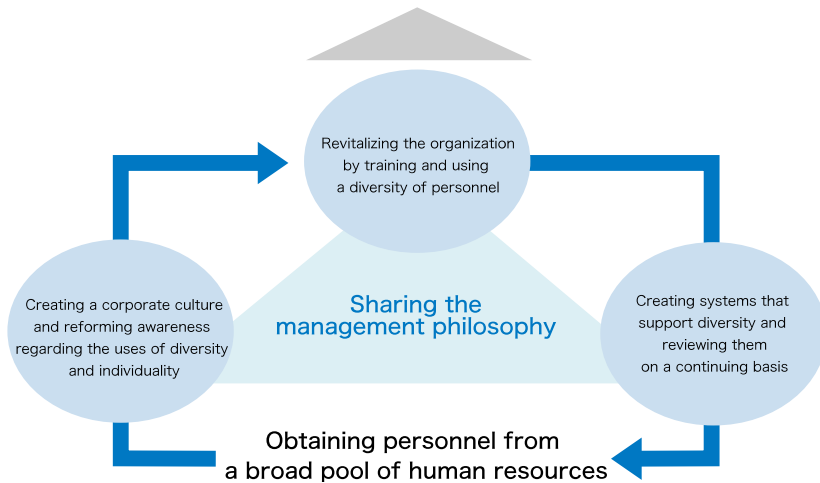 Revitalizing the organization
by training and using
a diversity of personnel
Creating a corporate culture
and reforming awareness
regarding the uses of diversity
and individuality
Sharing the
management philosophy
Creating systems that
support diversity and
reviewing them
on a continuing basis
Obtaining personnel from
a broad pool of human resources